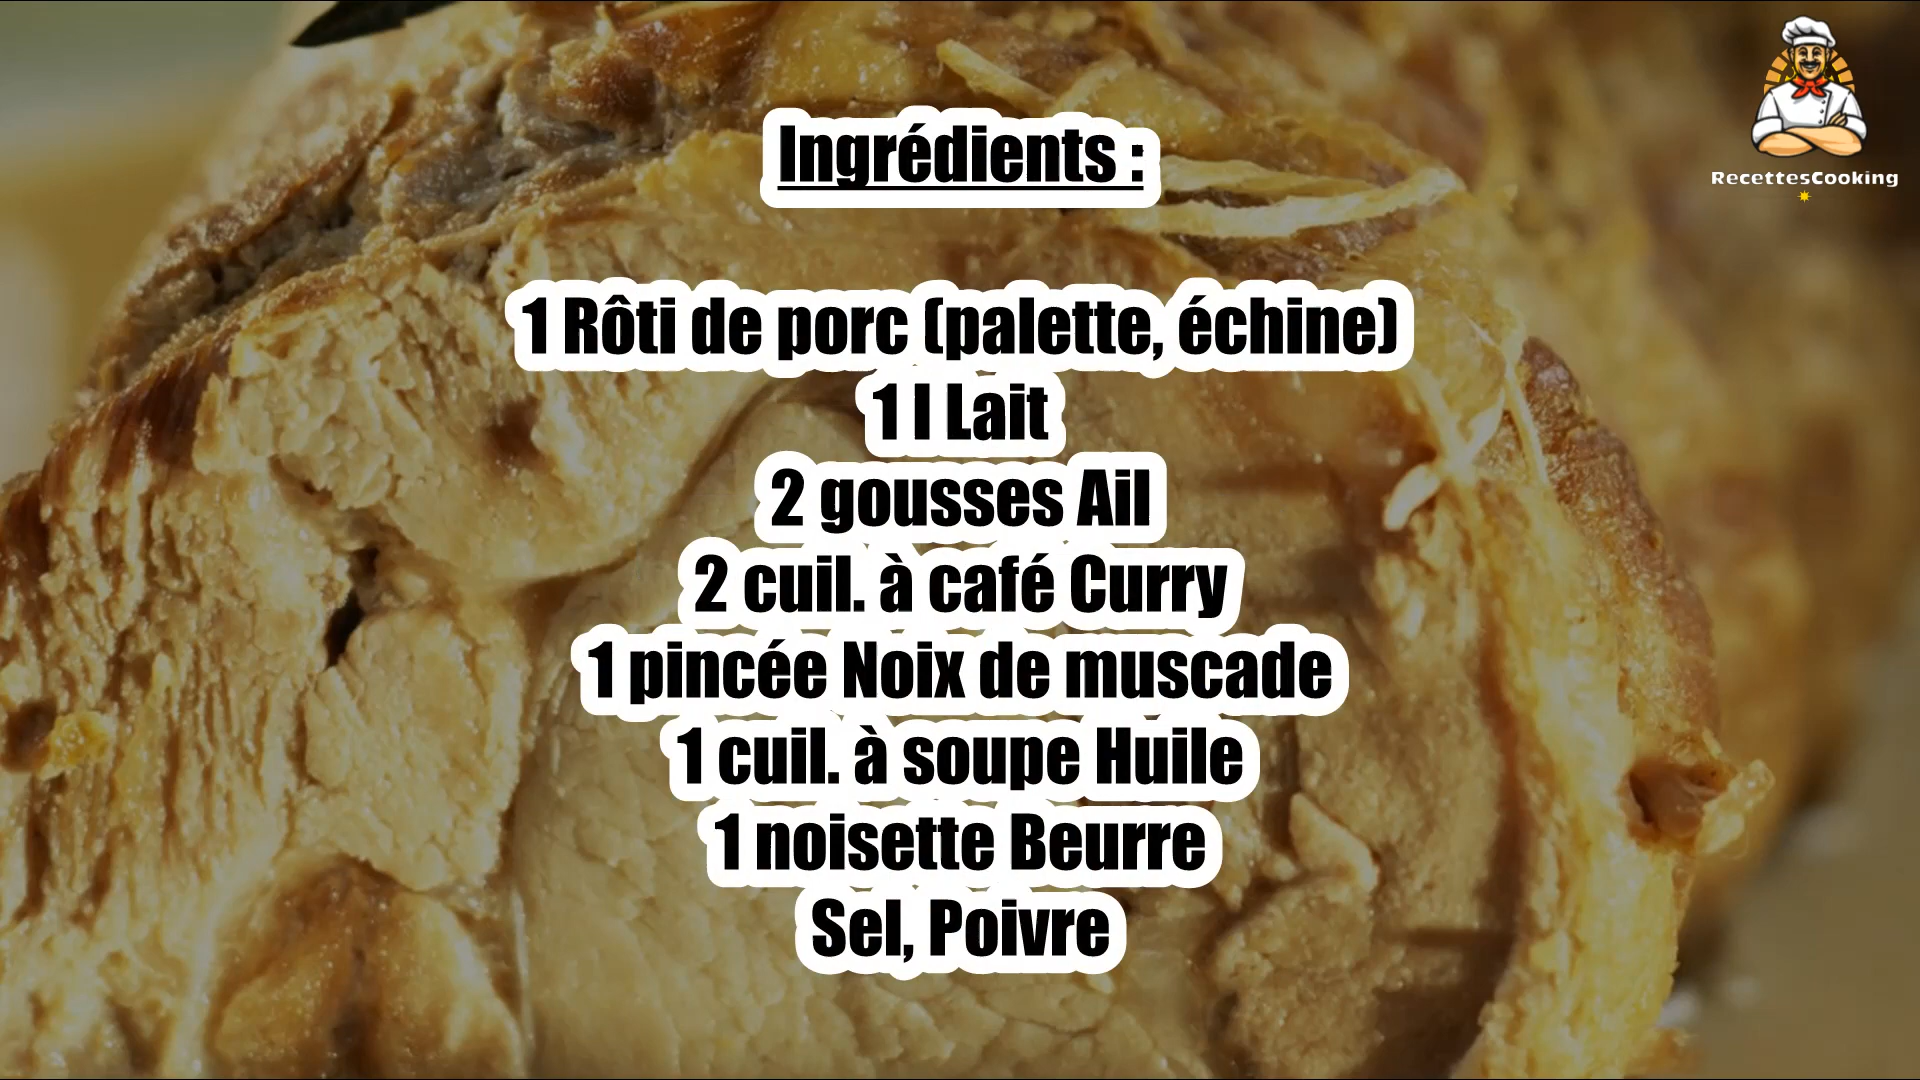 RecettesCooking
Ingrédients :
1 Rôti de porc (palette, échine)
1 l Lait
2 gousses Ail
2 cuil. à café Curry
1 pincée Noix de muscade
1 cuil. à soupe Huile
1 noisette Beurre
Sel, Poivre